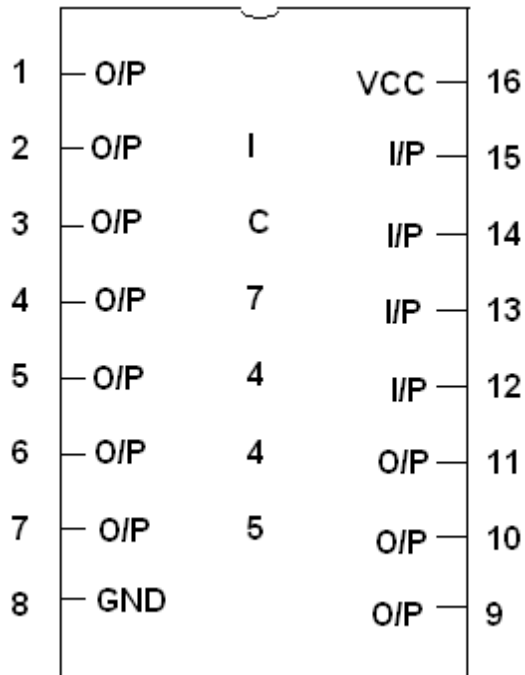 1 O/P VCC 16
2 O/P I I/P 15
3 O/P C I/P 14
4 O/P 7 I/P 13
5 O/P 4 I/P 12
6 O/P 4 O/P 11
7 O/P 5 O/P 10
8 GND O/P 9